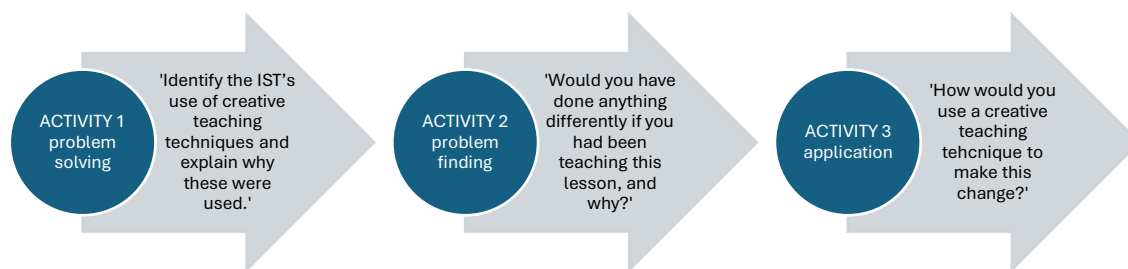 ACTIVITY 1
problem
solving
'Identify the IST's
use of creative
teaching
techniques and
explain why
these were
used.'
ACTIVITY 2
problem
finding
'Would you have
done anything
differently if you
had been
teaching this
lesson, and
why?'
ACTIVITY 3
application
'How would you
use a creative
teaching
tehcnique to
make this
change?'